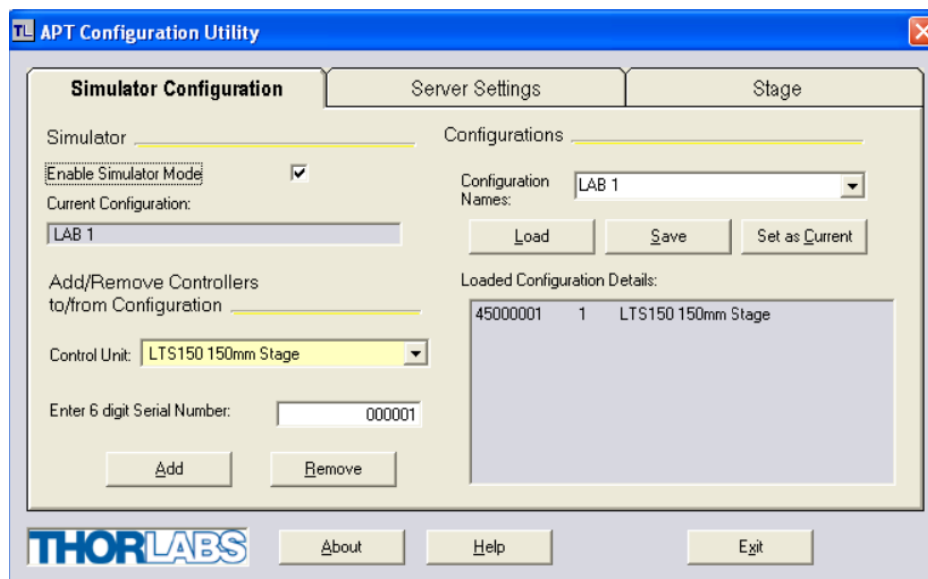 TL APT Configuration Utility
Simulator Configuration
Server Settings
Stage
Simulator
Enable Simulator Mode
Current Configuration:
LAB 1
Add/Remove Controllers
to/from Configuration
Control Unit: LTS150 150mm Stage
Enter 6 digit Serial Number: 000001
Add Remove
Configurations
Configuration
Names:
LAB 1
Load Save Set as Current
Loaded Configuration Details:
45000001 1 LTS150 150mm Stage
THORLABS About Help Exit